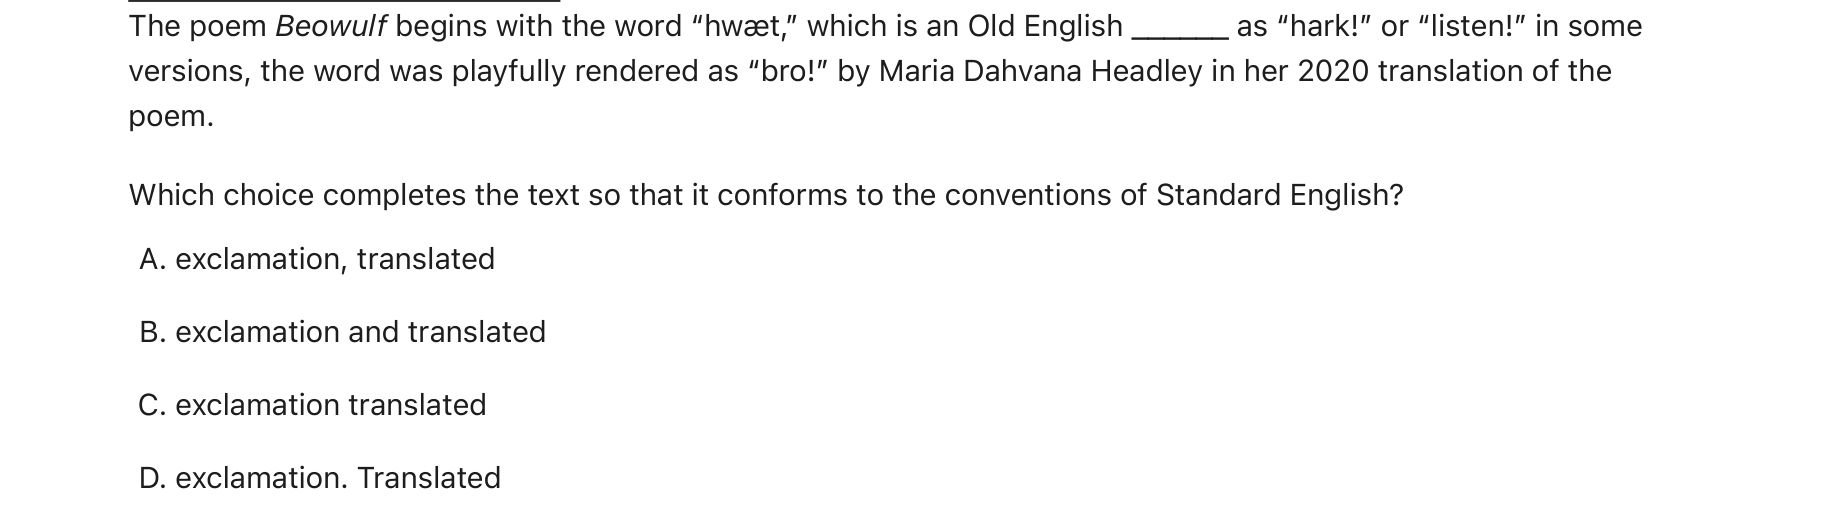 The poem Beowulf begins with the word “hwæt,” which is an Old English ______ as “hark!” or “listen!” in some
versions, the word was playfully rendered as “bro!” by Maria Dahvana Headley in her 2020 translation of the
poem.
Which choice completes the text so that it conforms to the conventions of Standard English?
A. exclamation, translated
B. exclamation and translated
C. exclamation translated
D. exclamation. Translated